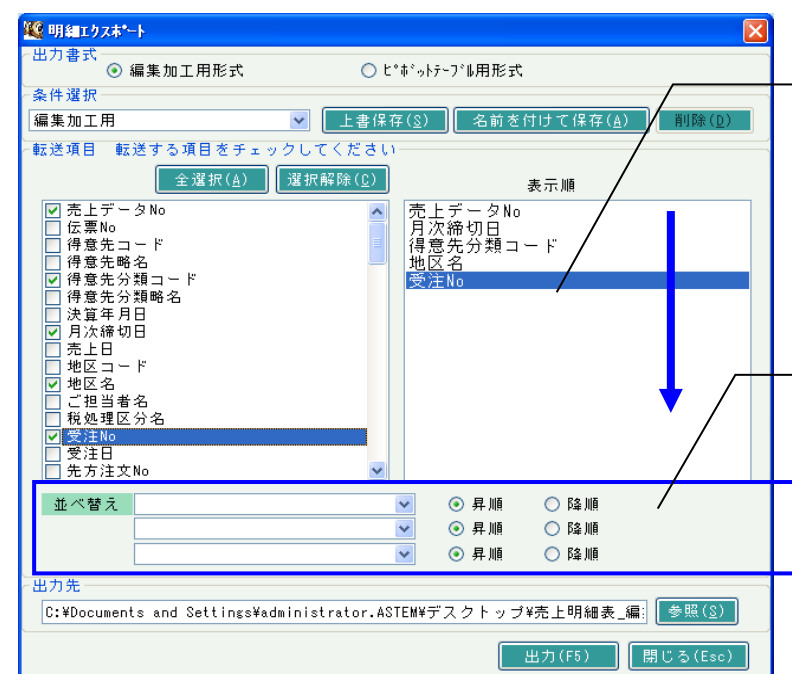 明細ｴｸｽﾎﾟｰﾄ
出力書式
編集加工用形式
ﾋﾟﾎﾞｯﾄﾃｰﾌﾞﾙ用形式
条件選択
編集加工用
上書保存(S)
名前を付けて保存(A)
削除(D)
転送項目 転送する項目をチェックしてください
全選択(A)
選択解除(C)
表示順
売上データNo
伝票No
得意先コード
得意先略名
得意先分類コード
得意先分類略名
決算年月日
月次締切日
売上日
地区コード
地区名
ご担当者名
税処理区分名
受注No
受注日
先方注文No
売上データNo
月次締切日
得意先分類コード
地区名
受注No
並べ替え
昇順 降順
昇順 降順
昇順 降順
出力先
C:¥Documents and Settings¥administrator.ASTEM¥デスクトップ¥売上明細表_編
参照(S)
出力(F5)
閉じる(Esc)